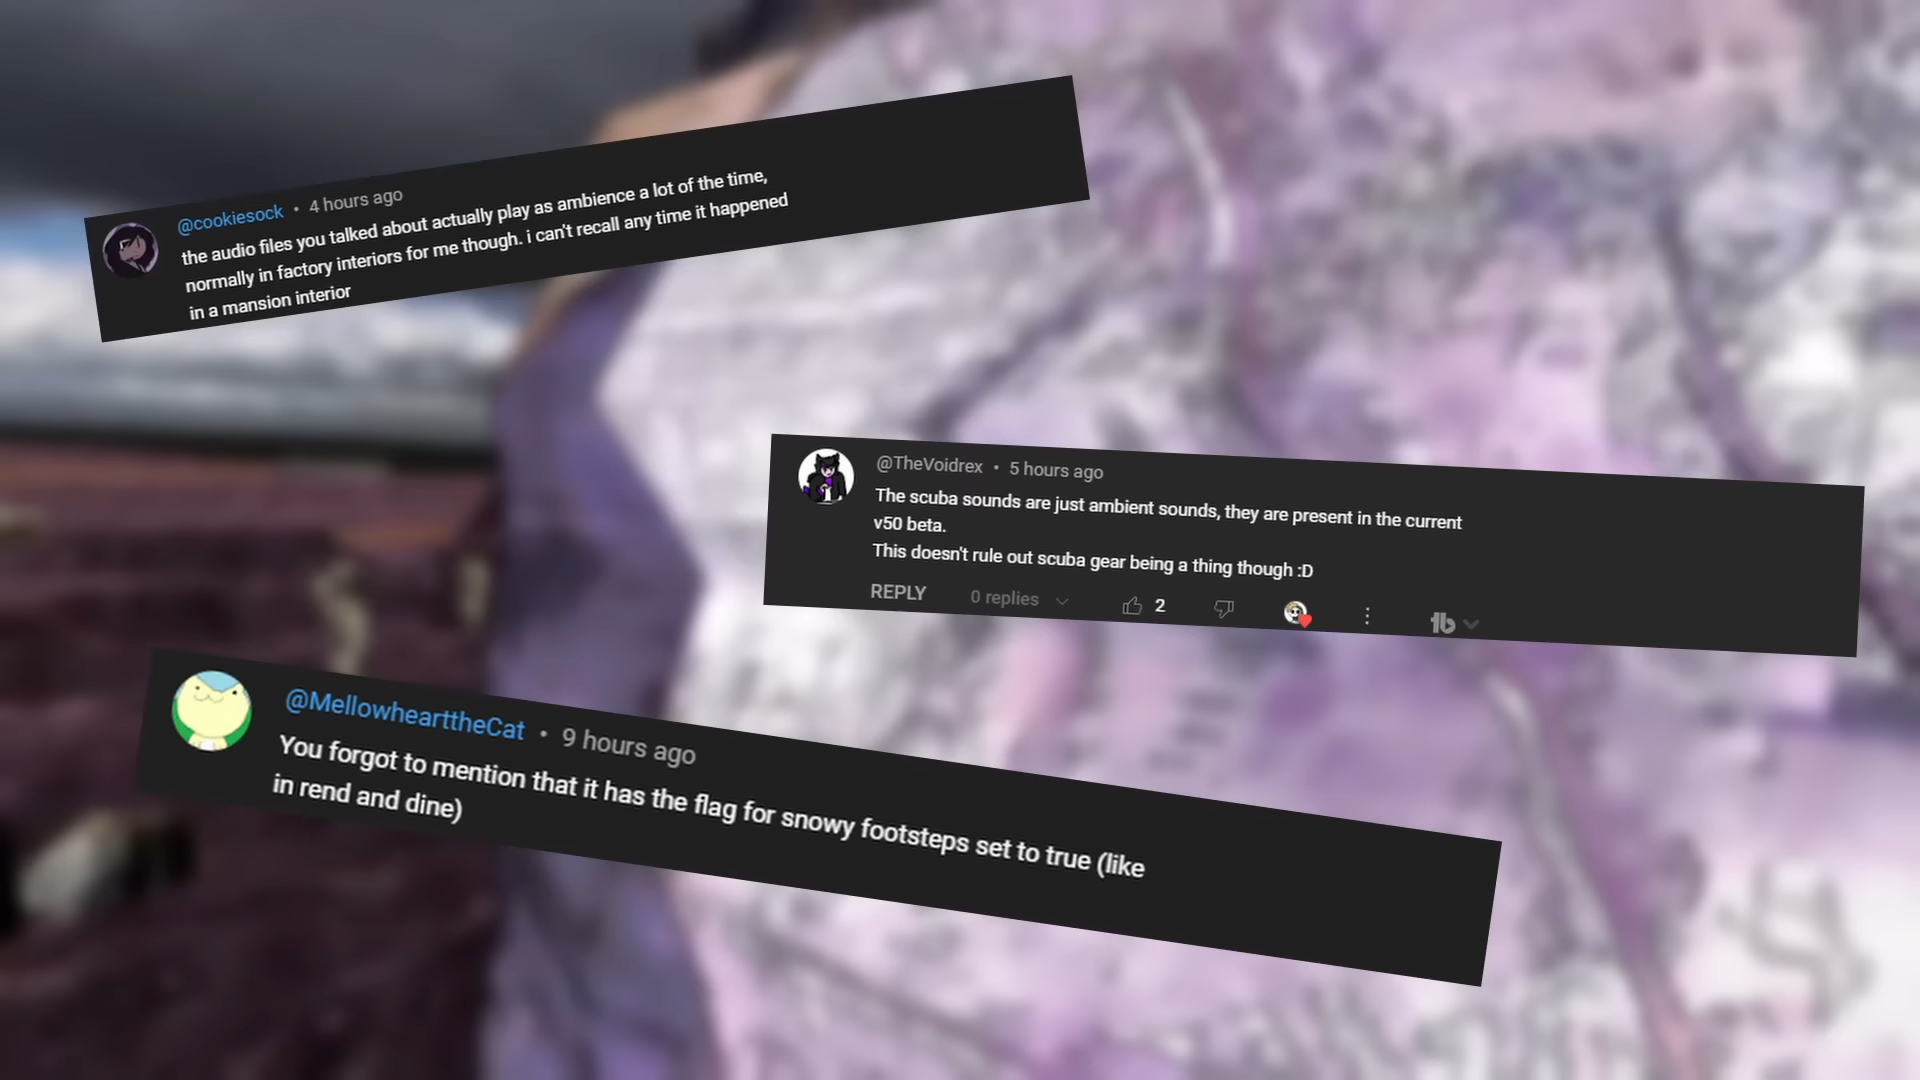 @cookiesock • 4 hours ago
the audio files you talked about actually play as ambience a lot of the time,
normally in factory interiors for me though. i can't recall any time it happened
in a mansion interior
@TheVoidrex • 5 hours ago
The scuba sounds are just ambient sounds, they are present in the current
v50 beta.
This doesn't rule out scuba gear being a thing though :D
REPLY 0 replies 2
@MellowhearttheCat • 9 hours ago
You forgot to mention that it has the flag for snowy footsteps set to true (like
in rend and dine)